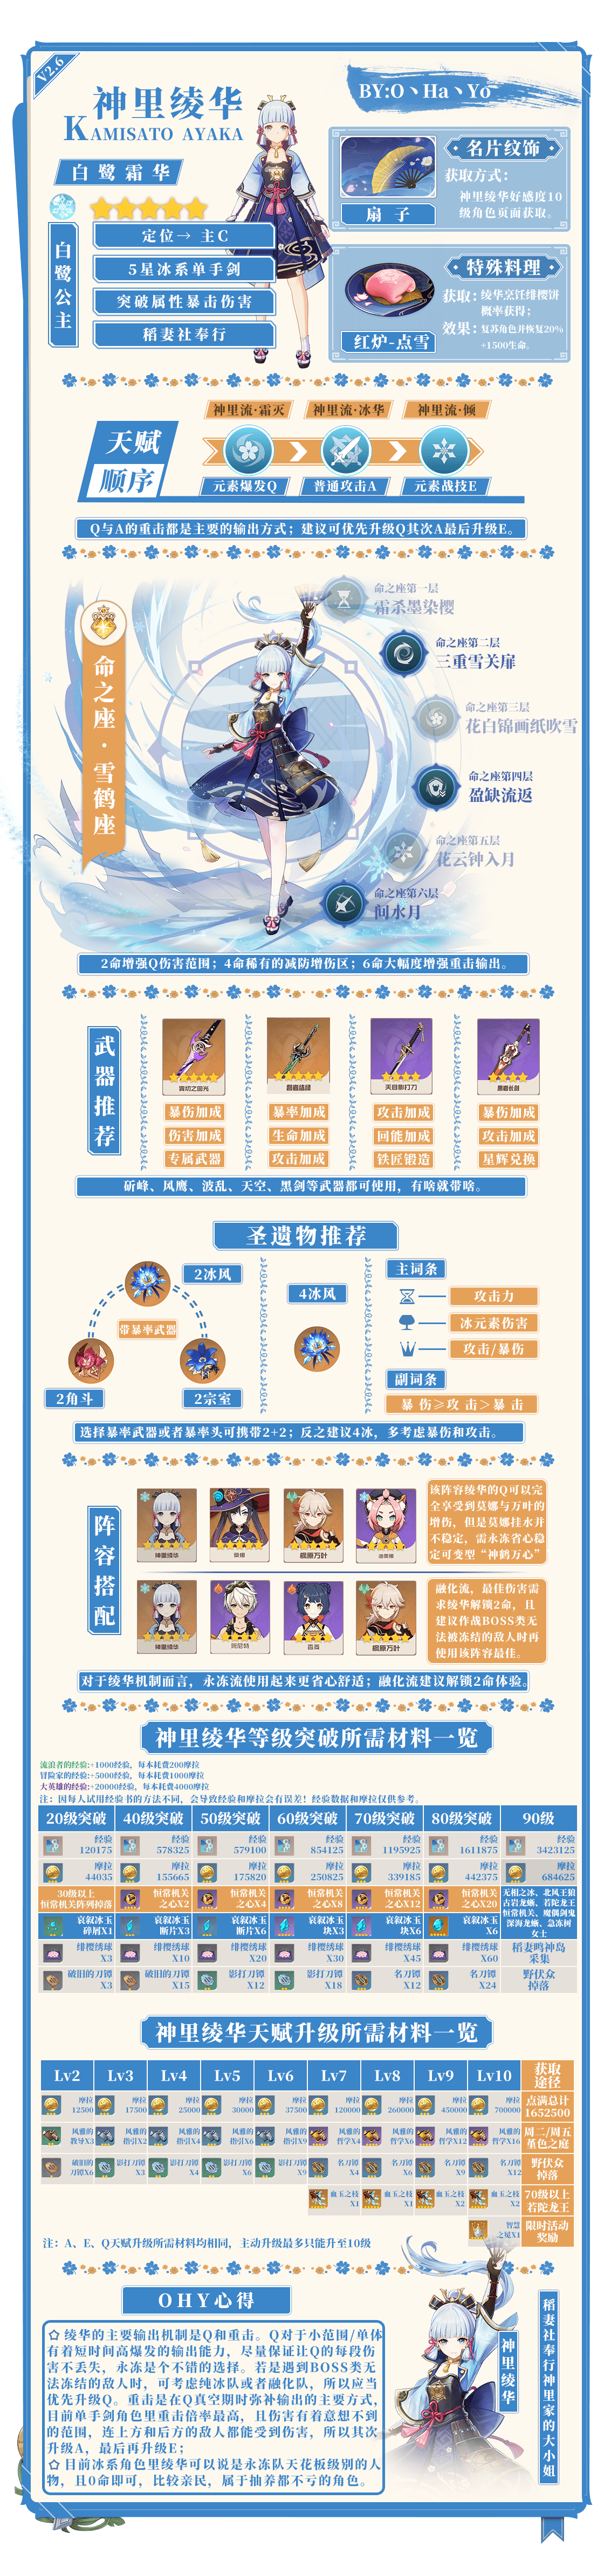 V2.6
神里绫华
KAMISATO AYAKA
BY:O丶Ha丶Yo
白鹭霜华
白鹭公主
定位→ 主C
5星冰系单手剑
突破属性暴击伤害
稻妻社奉行
名片纹饰
获取方式：
神里绫华好感度10
级角色页面获取。
扇 子
特殊料理
获取：绫华烹饪绯樱饼
概率获得；
效果：复苏角色并恢复20%
+1500生命。
红炉-点雪
天赋
顺序
神里流·霜灭
神里流·冰华
神里流·倾
元素爆发Q
普通攻击A
元素战技E
Q与A的重击都是主要的输出方式；建议可优先升级Q其次A最后升级E。
命之座·雪鹤座
命之座第一层
霜杀墨染樱
命之座第二层
三重雪关扉
命之座第三层
花白锦画纸吹雪
命之座第四层
盈缺流返
命之座第五层
花云钟入月
命之座第六层
间水月
2命增强Q伤害范围；4命稀有的减防增伤区；6命大幅度增强重击输出。
武器推荐
雾切之回光
磐岩结绿
天目影打刀
黑岩长剑
暴伤加成
暴率加成
攻击加成
暴伤加成
伤害加成
生命加成
回能加成
攻击加成
专属武器
攻击加成
铁匠锻造
星辉兑换
斫峰、风鹰、波乱、天空、黑剑等武器都可使用，有啥就带啥。
圣遗物推荐
2冰风
带暴率武器
2角斗
2宗室
4冰风
主词条
攻击力
冰元素伤害
攻击/暴伤
副词条
暴 伤≥攻 击＞暴 击
选择暴率武器或者暴率头可携带2+2；反之建议4冰，多考虑暴伤和攻击。
阵容搭配
神里绫华
莫娜
枫原万叶
迪奥娜
该阵容绫华的Q可以完
全享受到莫娜与万叶的
增伤，但是莫娜挂水并
不稳定，需永冻省心稳
定可变型“神鹤万心”
神里绫华
班尼特
香菱
枫原万叶
融化流，最佳伤害需
求绫华解锁2命，且
建议作战BOSS类无
法被冻结的敌人时再
使用该阵容最佳。
对于绫华机制而言，永冻流使用起来更省心舒适；融化流建议解锁2命体验。
神里绫华等级突破所需材料一览
流浪者的经验:+1000经验，每本耗费200摩拉
冒险家的经验:+5000经验，每本耗费1000摩拉
大英雄的经验:+20000经验，每本耗费4000摩拉
注：因每人试用经验书的方法不同，会导致经验和摩拉会有误差！经验数据和摩拉仅供参考。
20级突破 40级突破 50级突破 60级突破 70级突破 80级突破 90级
经验 经验 经验 经验 经验 经验 经验
120175 578325 579100 854125 1195925 1611875 3423125
摩拉 摩拉 摩拉 摩拉 摩拉 摩拉 摩拉
44035 155665 175820 250825 339185 442375 684625
30级以上
恒常机关阵列掉落
恒常机关 恒常机关 恒常机关 恒常机关 恒常机关
之心X2 之心X4 之心X8 之心X12 之心X20
无相之冰、北风王狼
古岩龙蜥、若陀龙王
恒常机关、魔偶剑鬼
深海龙蜥、急冻树
女士
哀叙冰玉 哀叙冰玉 哀叙冰玉 哀叙冰玉 哀叙冰玉 哀叙冰玉
碎屑X1 断片X3 断片X6 块X3 块X6 X6
绯樱绣球 绯樱绣球 绯樱绣球 绯樱绣球 绯樱绣球 绯樱绣球 稻妻鸣神岛
X3 X10 X20 X30 X45 X60 采集
破旧的刀镡 破旧的刀镡 影打刀镡 影打刀镡 名刀镡 名刀镡 野伏众
X3 X15 X12 X18 X12 X24 掉落
神里绫华天赋升级所需材料一览
Lv2 Lv3 Lv4 Lv5 Lv6 Lv7 Lv8 Lv9 Lv10 获取
途径
摩拉 摩拉 摩拉 摩拉 摩拉 摩拉 摩拉 摩拉 摩拉 点满总计
12500 17500 25000 30000 37500 120000 260000 450000 700000 1652500
风雅的 风雅的 风雅的 风雅的 风雅的 风雅的 风雅的 风雅的 风雅的 周二/周五
教导X3 指引X2 指引X4 指引X6 指引X9 哲学X4 哲学X6 哲学X12 哲学X16 堇色之庭
破旧的 影打刀镡 影打刀镡 影打刀镡 影打刀镡 名刀镡 名刀镡 名刀镡 名刀镡 野伏众
刀镡X6 X3 X4 X6 X9 X4 X6 X9 X12 掉落
血玉之枝 血玉之枝 血玉之枝 血玉之枝 70级以上
X1 X1 X2 X2 若陀龙王
智慧 限时活动
之冕X1 奖励
注：A、E、Q天赋升级所需材料均相同，主动升级最多只能升至10级
OHY心得
✩ 绫华的主要输出机制是Q和重击。Q对于小范围/单体
有着短时间高爆发的输出能力，尽量保证让Q的每段伤
害不丢失，永冻是个不错的选择。若是遇到BOSS类无
法冻结的敌人时，可考虑纯冰队或者融化队，所以应当
优先升级Q。重击是在Q真空期时弥补输出的主要方式，
目前单手剑角色里重击倍率最高，且伤害有着意想不到
的范围，连上方和后方的敌人都能受到伤害，所以其次
升级A，最后再升级E；
✩ 目前冰系角色里绫华可以说是永冻队天花板级别的人
物，且0命即可，比较亲民，属于抽养都不亏的角色。
神里绫华
稻妻社奉行神里家的大小姐